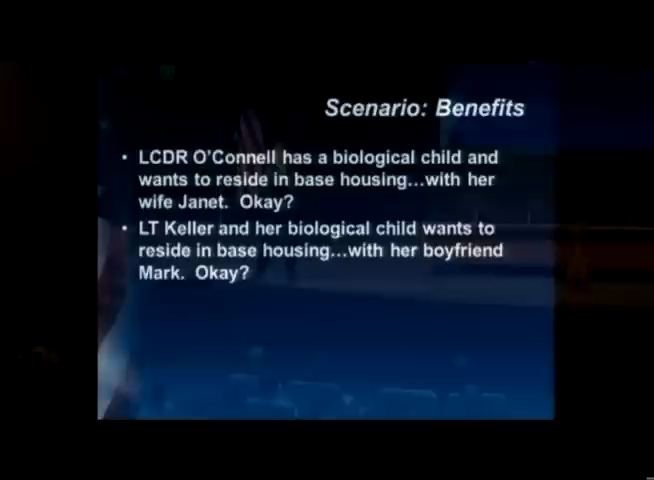 Scenario: Benefits
• LCDR O'Connell has a biological child and
wants to reside in base housing...with her
wife Janet. Okay?
• LT Keller and her biological child wants to
reside in base housing...with her boyfriend
Mark. Okay?